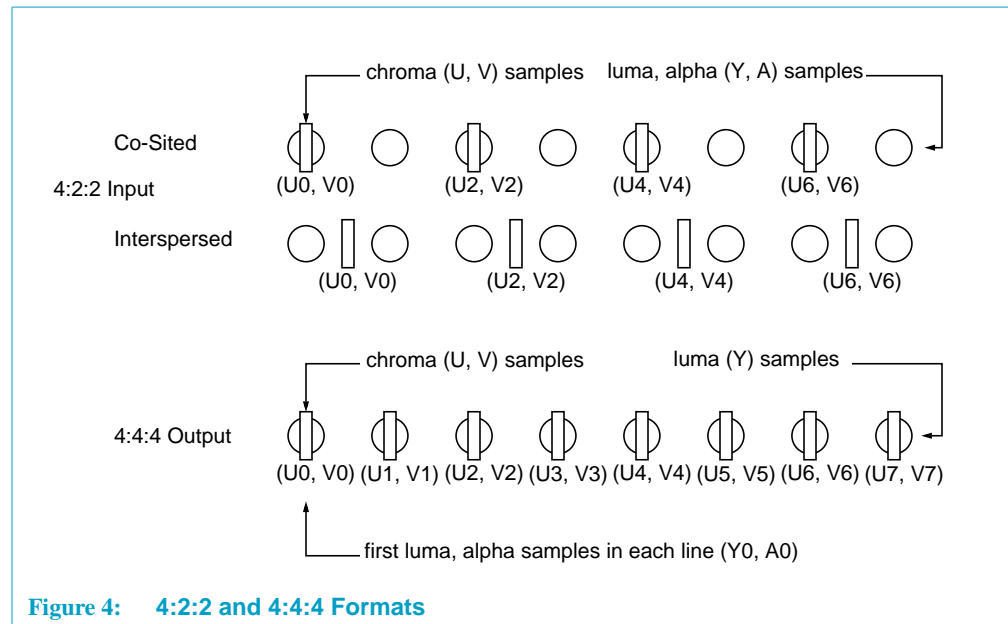 chroma (U, V) samples luma, alpha (Y, A) samples
Co-Sited
(U0, V0) (U2, V2) (U4, V4) (U6, V6)
4:2:2 Input
Interspersed
(U0, V0) (U2, V2) (U4, V4) (U6, V6)
chroma (U, V) samples luma (Y) samples
4:4:4 Output
(U0, V0) (U1, V1) (U2, V2) (U3, V3) (U4, V4) (U5, V5) (U6, V6) (U7, V7)
first luma, alpha samples in each line (Y0, A0)
Figure 4: 4:2:2 and 4:4:4 Formats